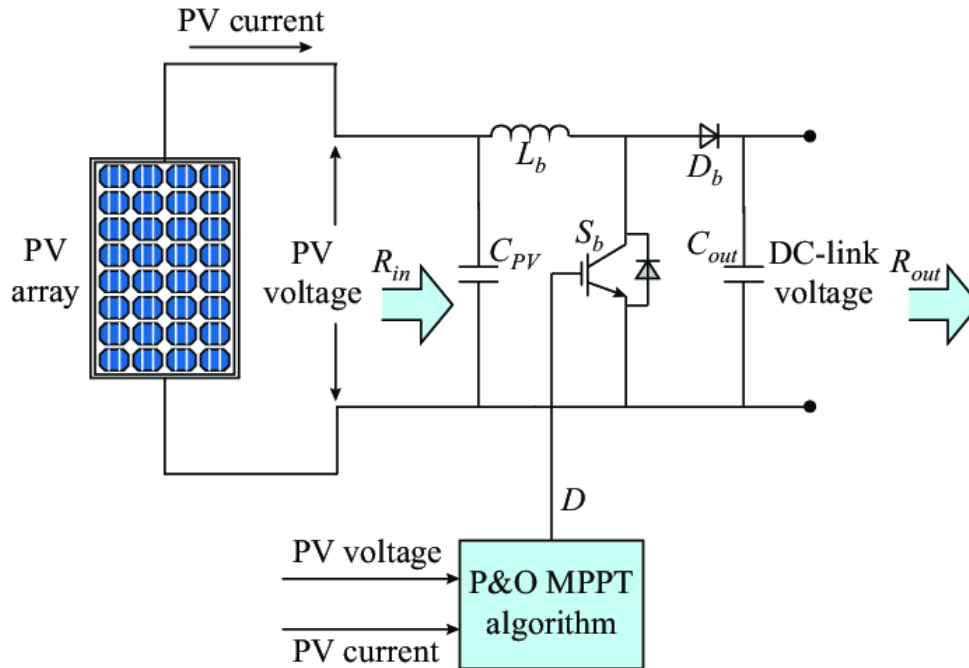 PV current
PV
array
PV
voltage
R_in
C_PV
L_b
S_b
D_b
C_out
DC-link
voltage
R_out
D
PV voltage
P&O MPPT
algorithm
PV current